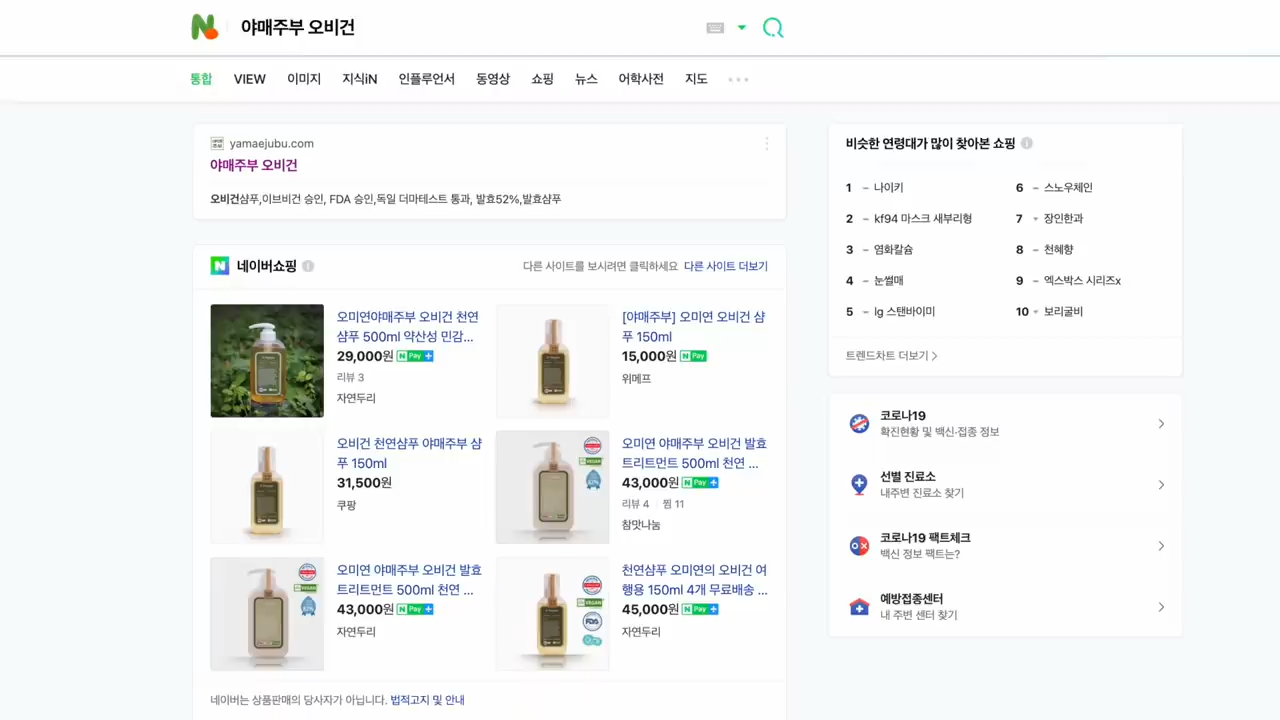 야매주부 오비건
통합 VIEW 이미지 지식iN 인플루언서 동영상 쇼핑 뉴스 어학사전 지도
yamaejubu.com
야매주부 오비건
오비건샴푸,이브비건 승인, FDA 승인,독일 더마테스트 통과, 발효52%,발효샴푸
네이버쇼핑
다른 사이트를 보시려면 클릭하세요 다른 사이트 더보기
오미연야매주부 오비건 천연
샴푸 500ml 약산성 민감...
29,000원 N Pay +
리뷰 3
자연두리
[야매주부] 오미연 오비건 샴
푸 150ml
15,000원 N Pay
위메프
오비건 천연샴푸 야매주부 샴
푸 150ml
31,500원
쿠팡
오미연 야매주부 오비건 발효
트리트먼트 500ml 천연 ...
43,000원 N Pay +
리뷰 4 찜 11
참맛나눔
오미연 야매주부 오비건 발효
트리트먼트 500ml 천연 ...
43,000원 N Pay +
자연두리
천연샴푸 오미연의 오비건 여
행용 150ml 4개 무료배송 ...
45,000원 N Pay +
자연두리
네이버는 상품판매의 당사자가 아닙니다. 법적고지 및 안내
비슷한 연령대가 많이 찾아본 쇼핑
1 – 나이키
2 – kf94 마스크 새부리형
3 – 염화칼슘
4 – 눈썰매
5 – lg 스탠바이미
6 – 스노우체인
7 장인한과
8 – 천혜향
9 – 엑스박스 시리즈x
10 보리굴비
트렌드차트 더보기 >
코로나19
확진현황 및 백신·접종 정보
선별 진료소
내주변 진료소 찾기
코로나19 팩트체크
백신 정보 팩트는?
예방접종센터
내 주변 센터 찾기